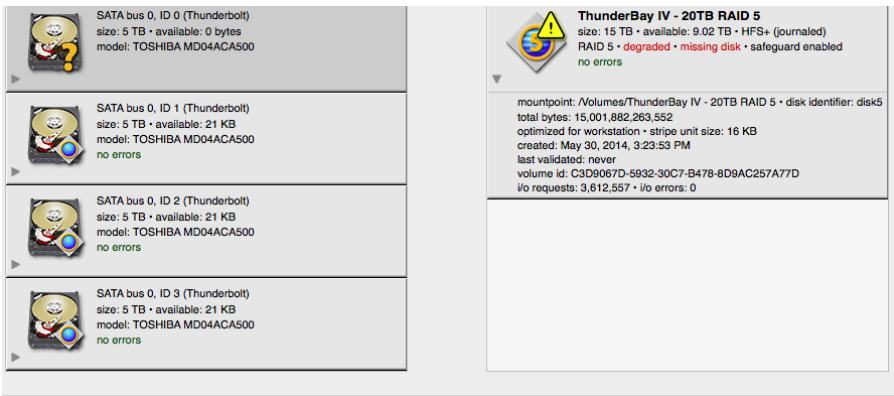 SATA bus 0, ID 0 (Thunderbolt)
size: 5 TB • available: 0 bytes
model: TOSHIBA MD04ACA500
SATA bus 0, ID 1 (Thunderbolt)
size: 5 TB • available: 21 KB
model: TOSHIBA MD04ACA500
no errors
SATA bus 0, ID 2 (Thunderbolt)
size: 5 TB • available: 21 KB
model: TOSHIBA MD04ACA500
no errors
SATA bus 0, ID 3 (Thunderbolt)
size: 5 TB • available: 21 KB
model: TOSHIBA MD04ACA500
no errors
ThunderBay IV - 20TB RAID 5
size: 15 TB • available: 9.02 TB • HFS+ (journaled)
RAID 5 • degraded • missing disk • safeguard enabled
no errors
mountpoint: /Volumes/ThunderBay IV - 20TB RAID 5 • disk identifier: disk5
total bytes: 15,001,882,263,552
optimized for workstation • stripe unit size: 16 KB
created: May 30, 2014, 3:23:53 PM
last validated: never
volume id: C3D9067D-5932-30C7-B478-8D9AC257A77D
i/o requests: 3,612,557 • i/o errors: 0